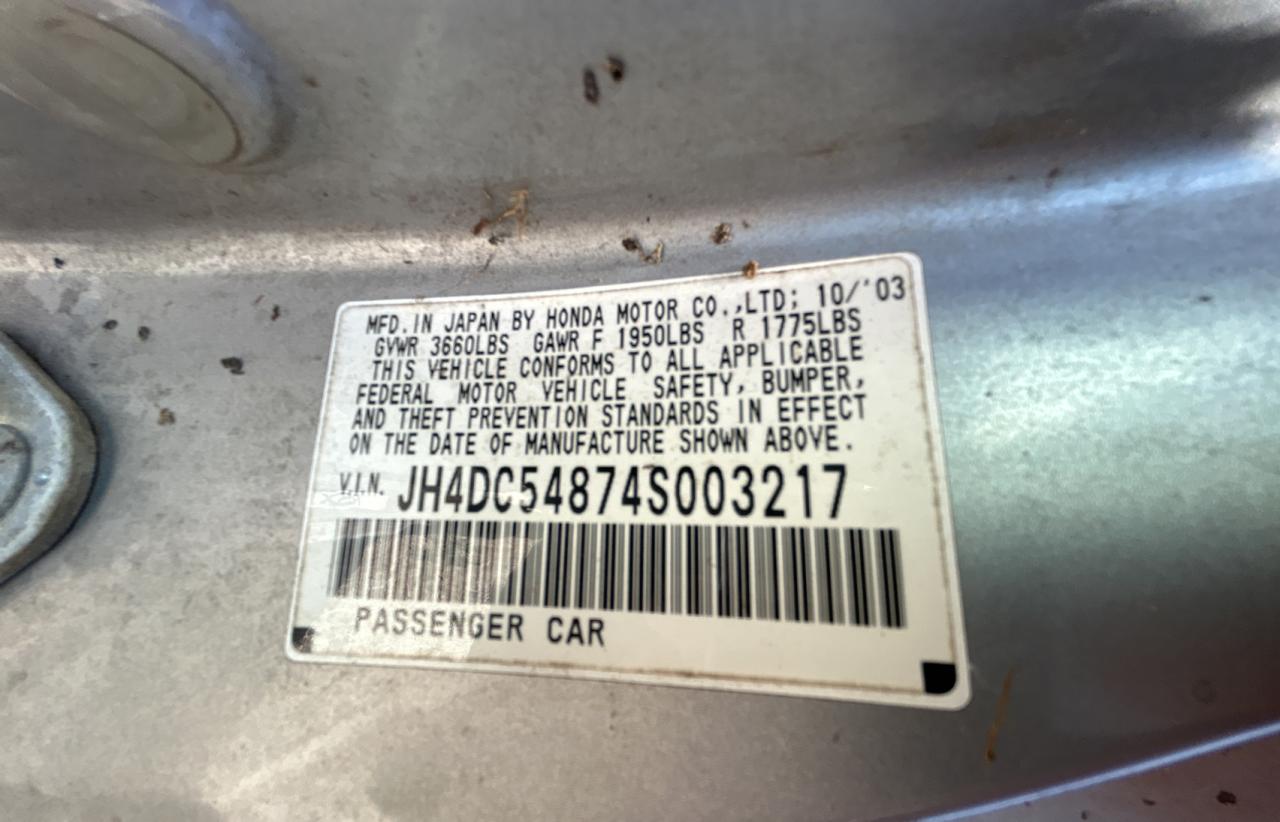 MFD. IN JAPAN BY HONDA MOTOR CO.,LTD; 10/'03
GVWR 3660LBS GAWR F 1950LBS R 1775LBS
THIS VEHICLE CONFORMS TO ALL APPLICABLE
FEDERAL MOTOR VEHICLE SAFETY, BUMPER,
AND THEFT PREVENTION STANDARDS IN EFFECT
ON THE DATE OF MANUFACTURE SHOWN ABOVE.
V.I.N. JH4DC54874S003217
PASSENGER CAR